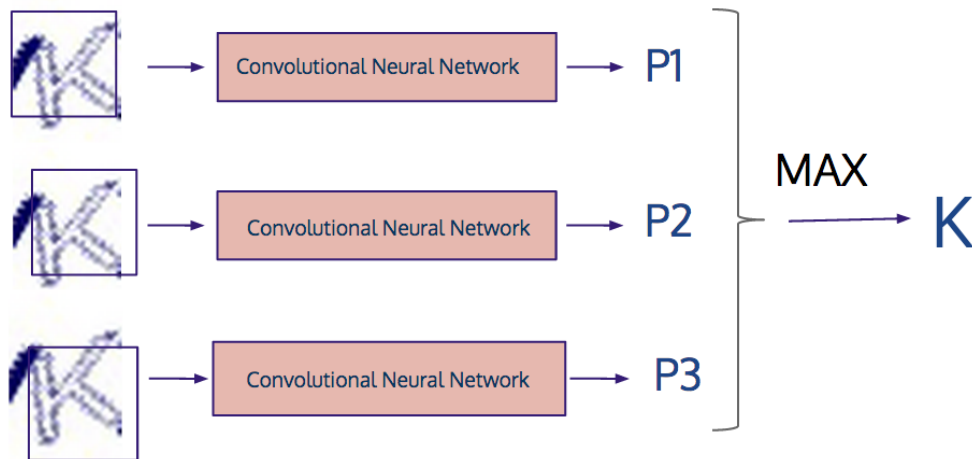 K
Convolutional Neural Network
P1
K
Convolutional Neural Network
P2
MAX
K
K
Convolutional Neural Network
P3